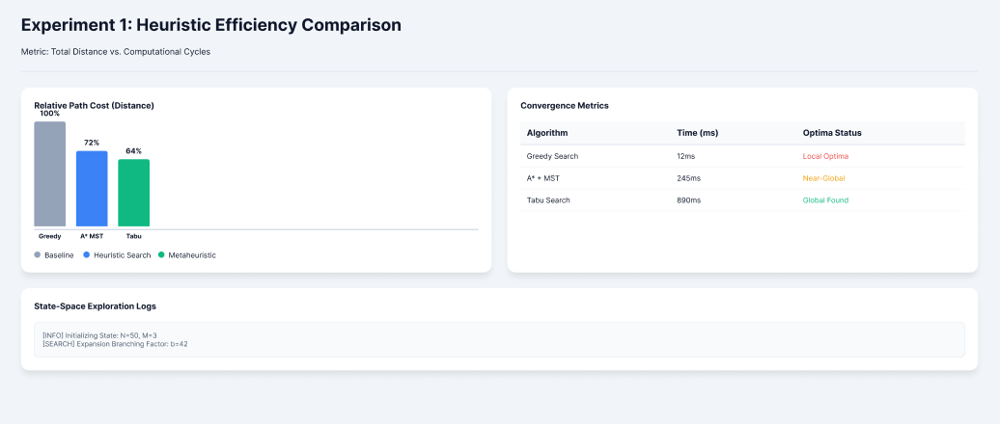 Experiment 1: Heuristic Efficiency Comparison
Metric: Total Distance vs. Computational Cycles
Relative Path Cost (Distance)
100%
72%
64%
Greedy
A* MST
Tabu
Baseline
Heuristic Search
Metaheuristic
Convergence Metrics
Algorithm Time (ms) Optima Status
Greedy Search 12ms Local Optima
A* + MST 245ms Near-Global
Tabu Search 890ms Global Found
State-Space Exploration Logs
[INFO] Initializing State: N=50, M=3
[SEARCH] Expansion Branching Factor: b=42